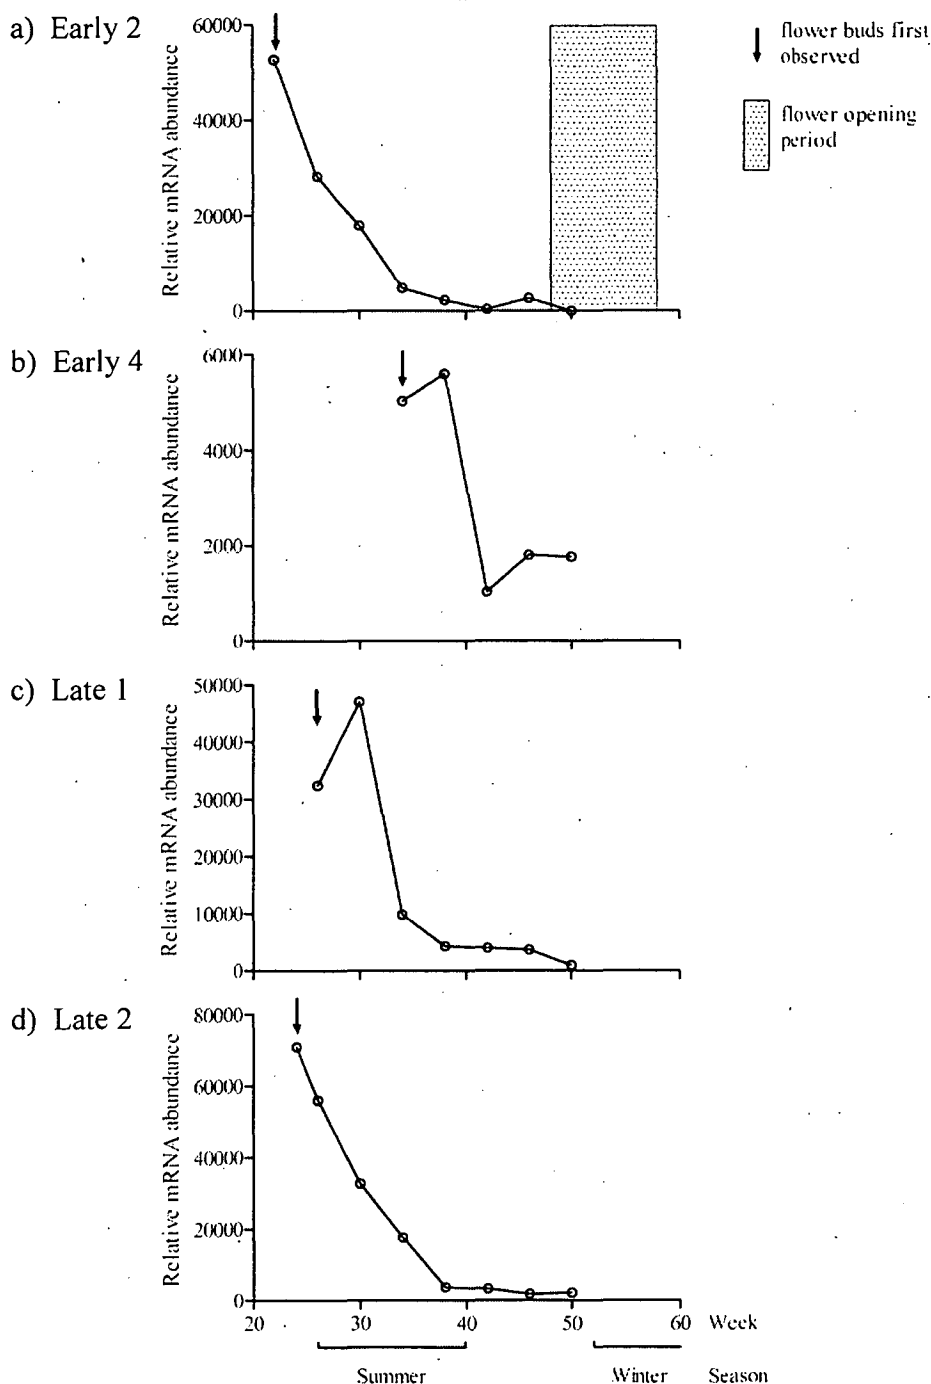 a) Early 2
Relative mRNA abundance
60000
40000
20000
0
flower buds first
observed
flower opening
period
b) Early 4
Relative mRNA abundance
6000
4000
2000
0
c) Late 1
Relative mRNA abundance
50000
40000
30000
20000
10000
0
d) Late 2
Relative mRNA abundance
80000
60000
40000
20000
0
20 30 40 50 60 Week
Summer Winter Season